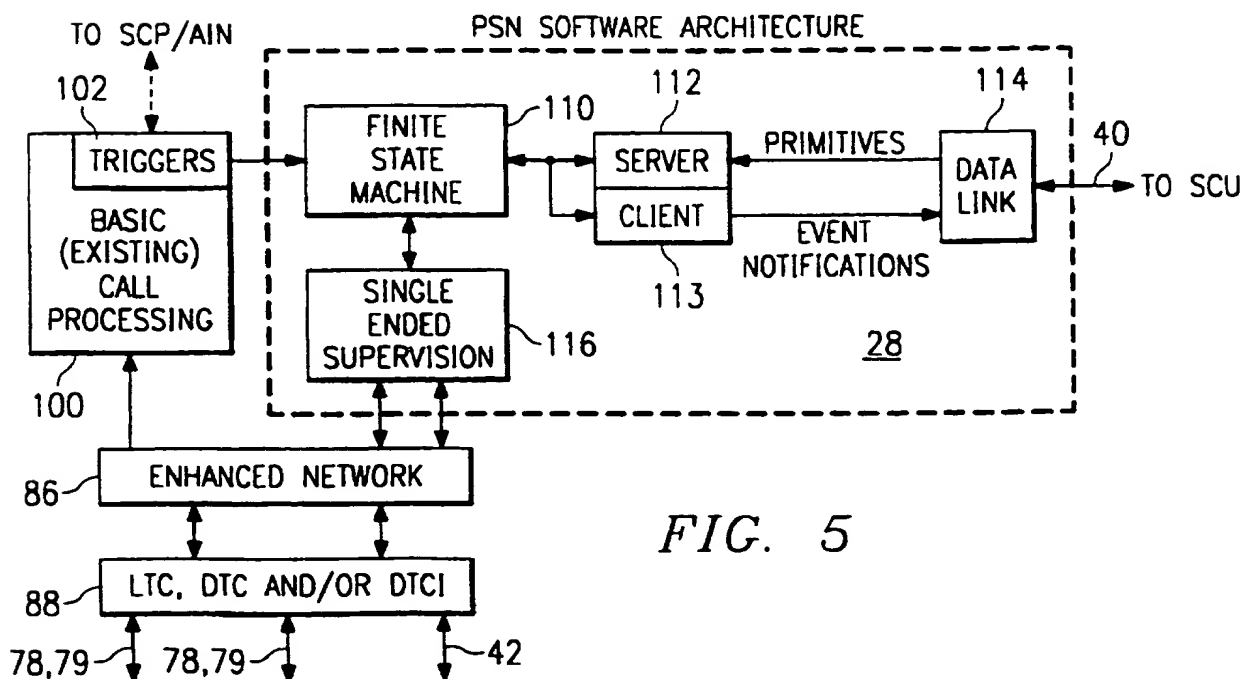 PSN SOFTWARE ARCHITECTURE
TO SCP/AIN
102
TRIGGERS
BASIC
(EXISTING)
CALL
PROCESSING
100
110
FINITE
STATE
MACHINE
112
SERVER
CLIENT
113
PRIMITIVES
EVENT
NOTIFICATIONS
114
DATA
LINK
40
TO SCU
SINGLE
ENDED
SUPERVISION
116
28
86
ENHANCED NETWORK
88
LTC, DTC AND/OR DTCI
78,79
78,79
42
FIG. 5